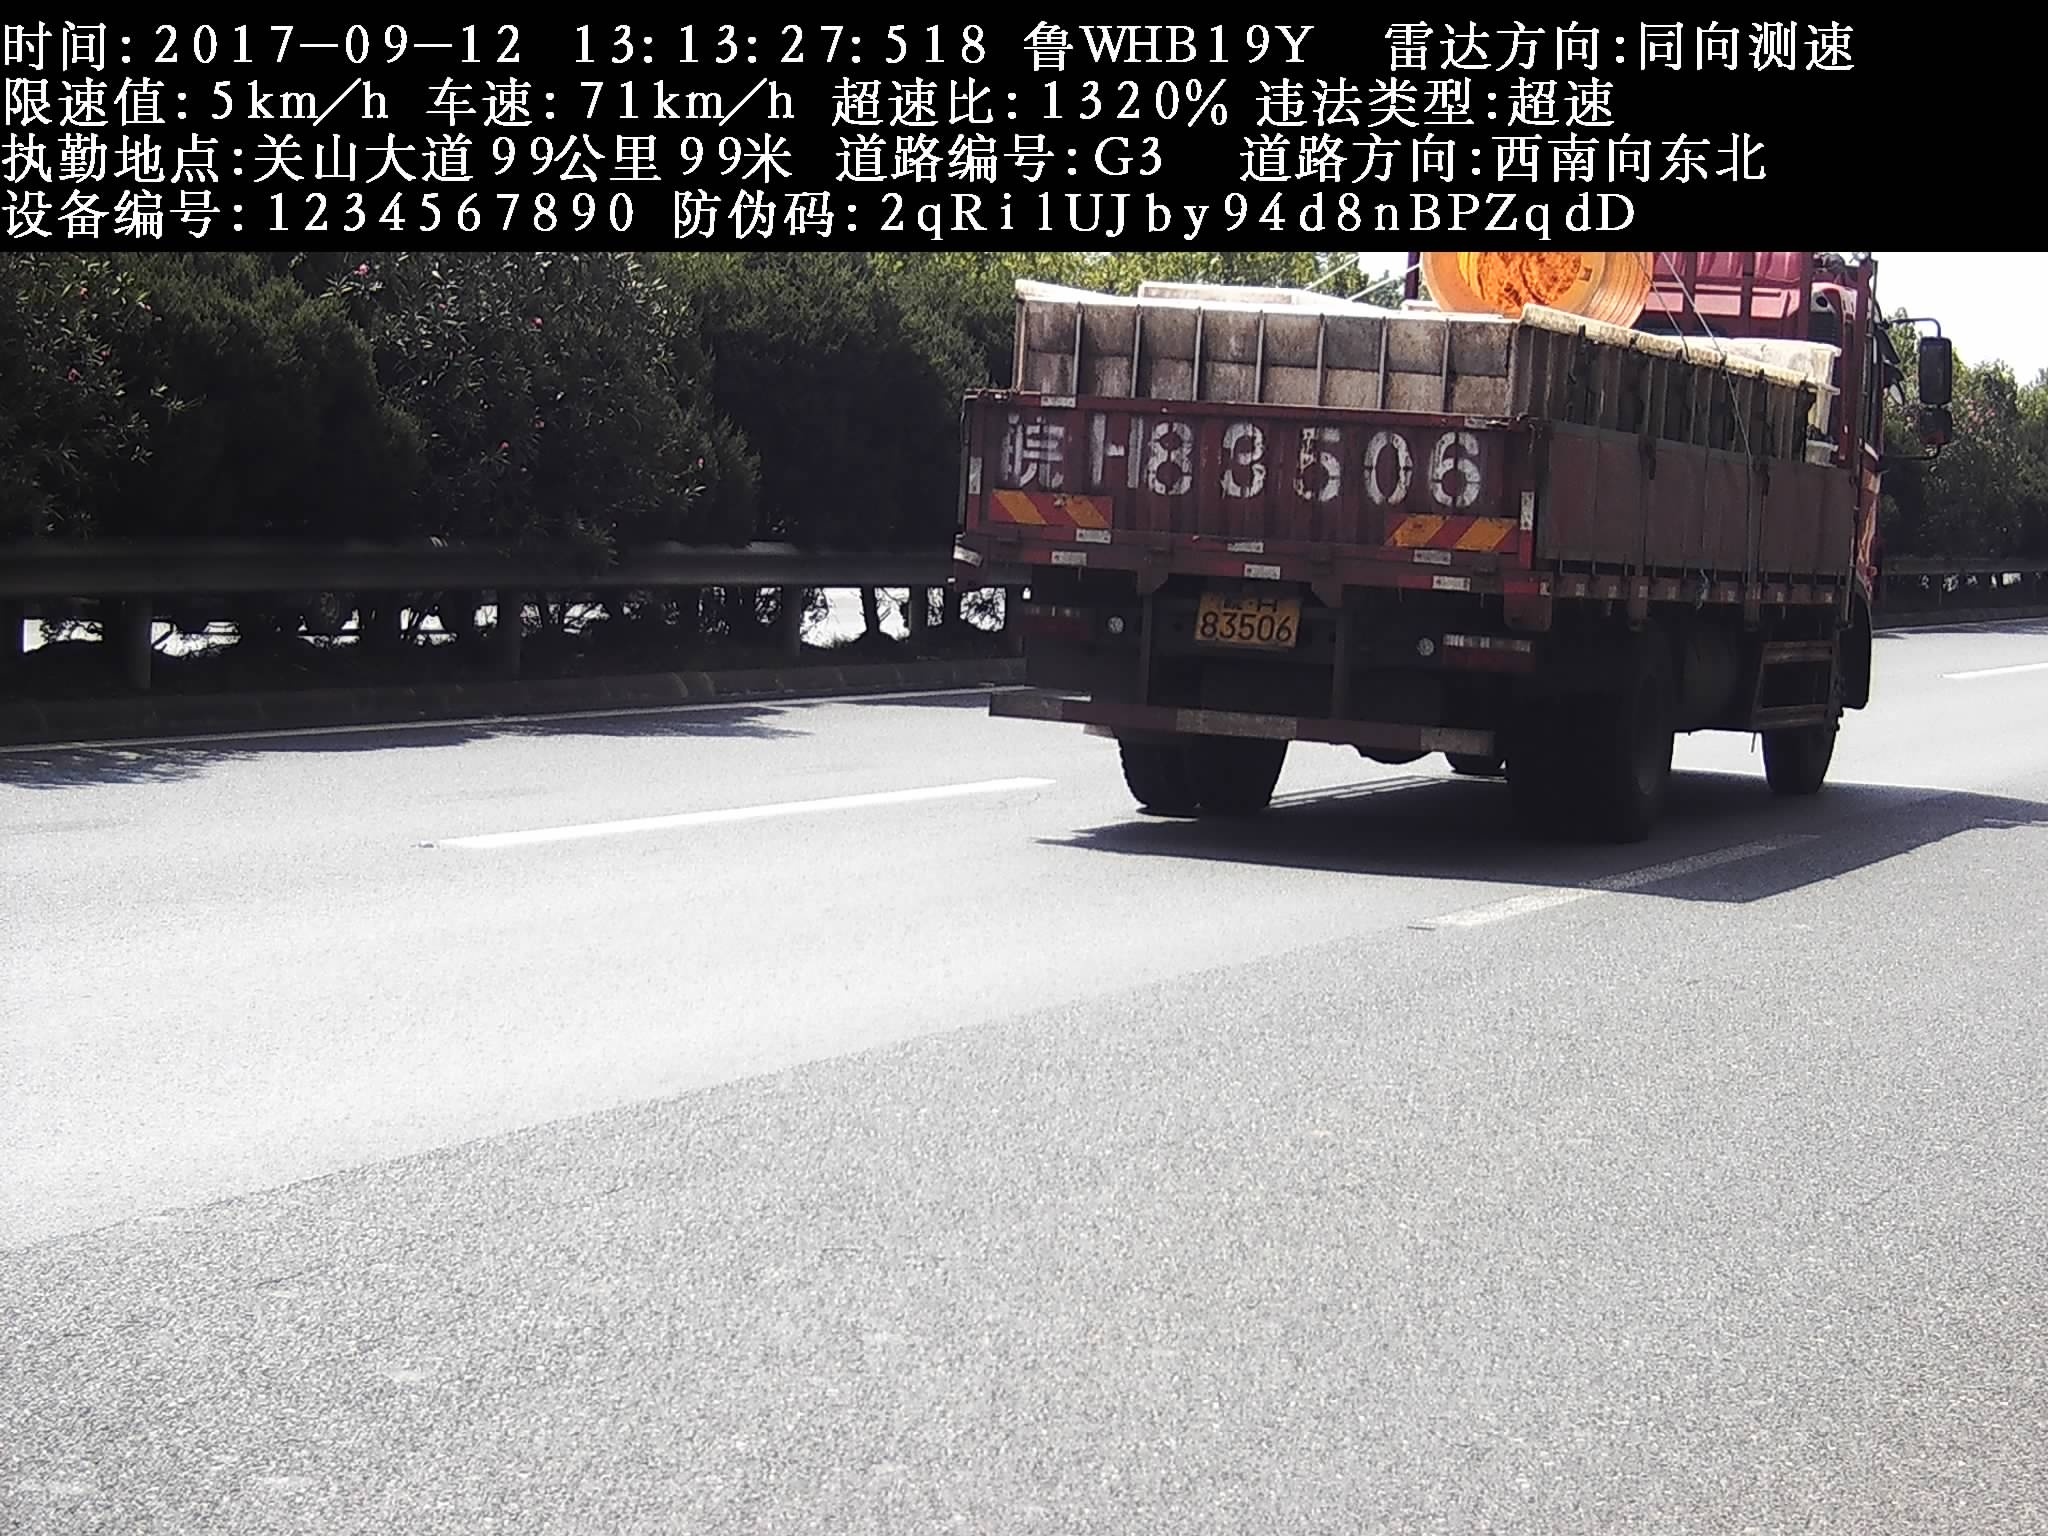 时间:2017-09-12 13:13:27:518 鲁WHB19Y 雷达方向:同向测速
限速值:5km/h 车速:71km/h 超速比:1320% 违法类型:超速
执勤地点:关山大道99公里99米 道路编号:G3 道路方向:西南向东北
设备编号:1234567890 防伪码:2qRilUJby94d8nBPZqdD
皖H83506
皖·H
83506